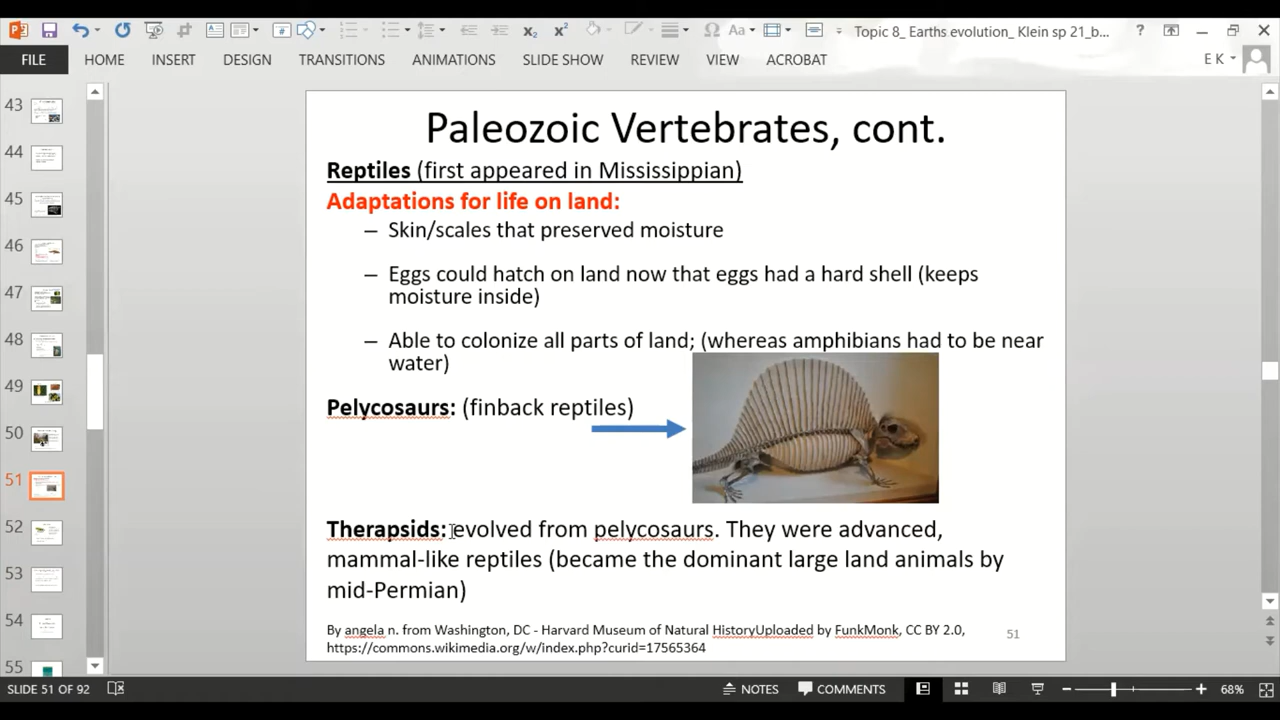 Topic 8_ Earths evolution_ Klein sp 21_b...
FILE HOME INSERT DESIGN TRANSITIONS ANIMATIONS SLIDE SHOW REVIEW VIEW ACROBAT E K
43
44
45
46
47
48
49
50
51
52
53
54
55
Paleozoic Vertebrates, cont.
Reptiles (first appeared in Mississippian)
Adaptations for life on land:
– Skin/scales that preserved moisture
– Eggs could hatch on land now that eggs had a hard shell (keeps
moisture inside)
– Able to colonize all parts of land; (whereas amphibians had to be near
water)
Pelycosaurs: (finback reptiles)
Therapsids: evolved from pelycosaurs. They were advanced,
mammal-like reptiles (became the dominant large land animals by
mid-Permian)
By angela n. from Washington, DC - Harvard Museum of Natural HistoryUploaded by FunkMonk, CC BY 2.0,
https://commons.wikimedia.org/w/index.php?curid=17565364
51
SLIDE 51 OF 92 NOTES COMMENTS 68%